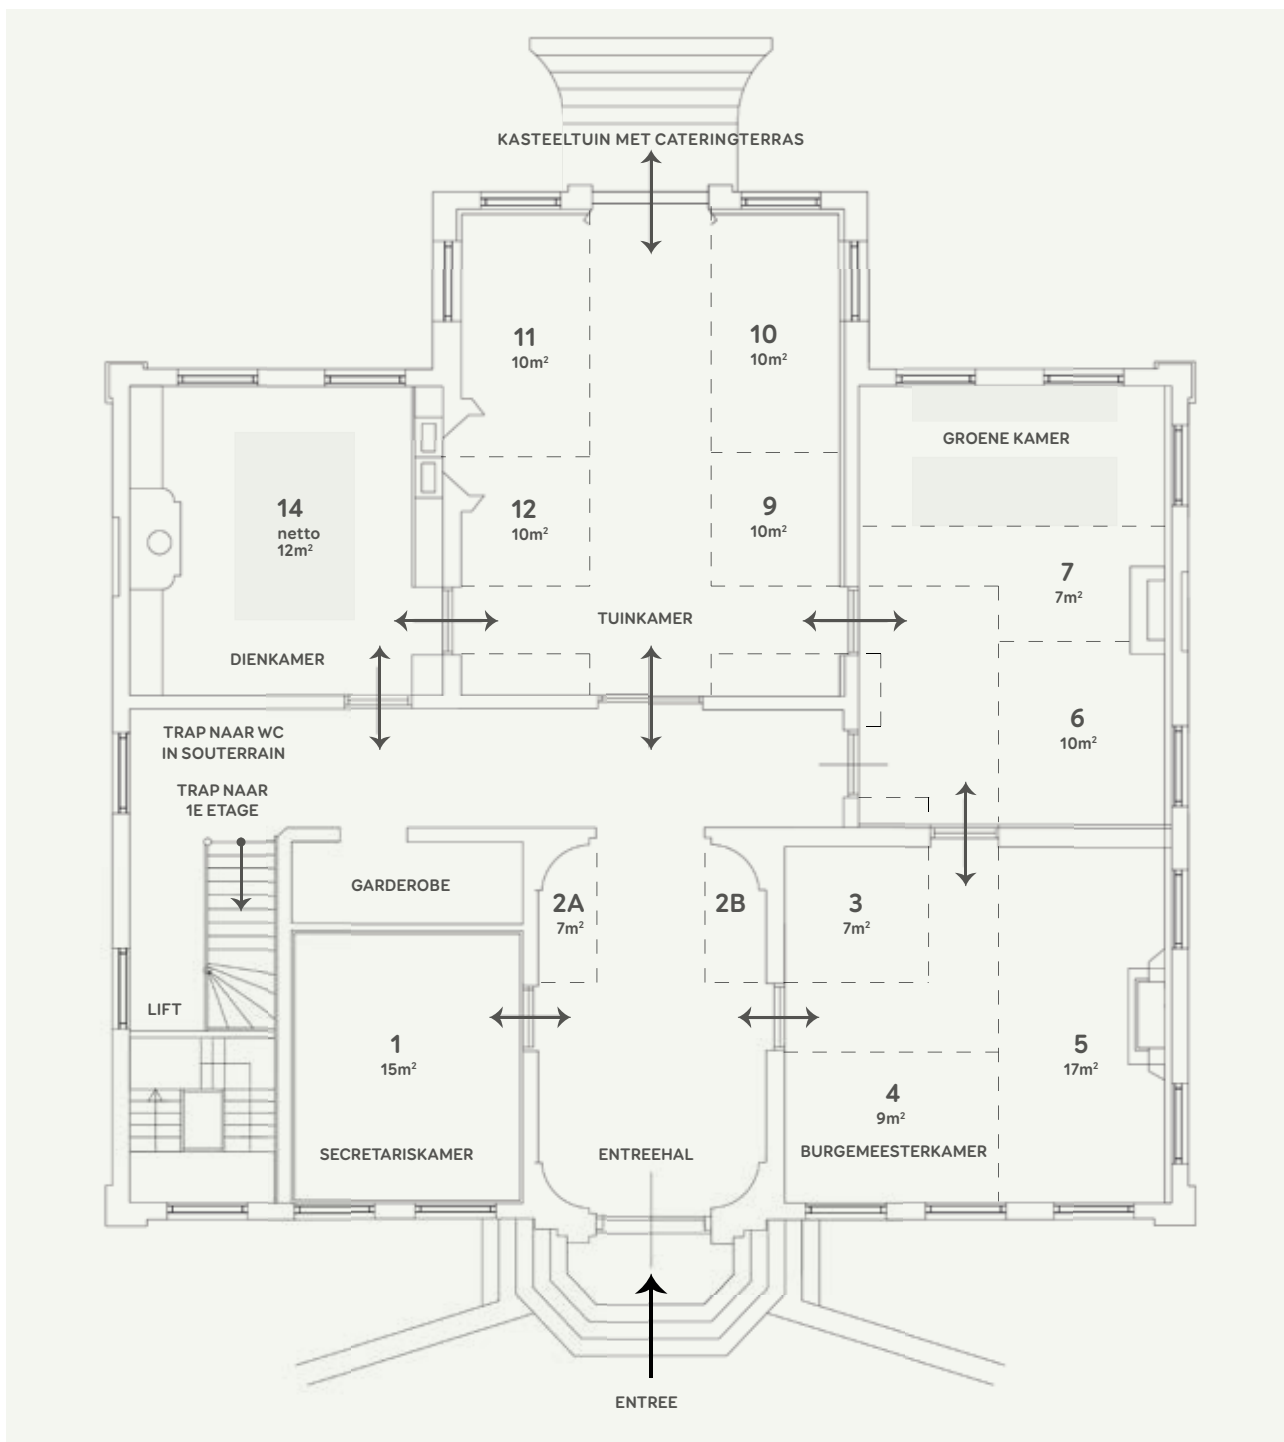 KASTEELTUIN MET CATERINGTERRAS
11
10m²
10
10m²
GROENE KAMER
14
netto
12m²
12
10m²
9
10m²
7
7m²
TUINKAMER
DIENKAMER
6
10m²
TRAP NAAR WC
IN SOUTERRAIN
TRAP NAAR
1E ETAGE
GARDEROBE
2A
7m²
2B
3
7m²
LIFT
1
15m²
5
17m²
4
9m²
SECRETARISKAMER
ENTREEHAL
BURGEMEESTERKAMER
ENTREE